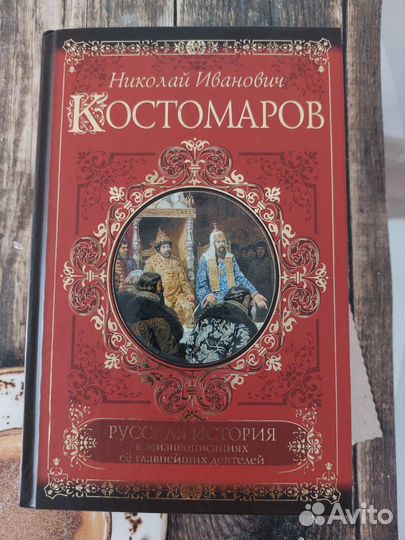 Николай Иванович
Костомаров
Русская история
в жизнеописаниях
её главнейших деятелей
Avito